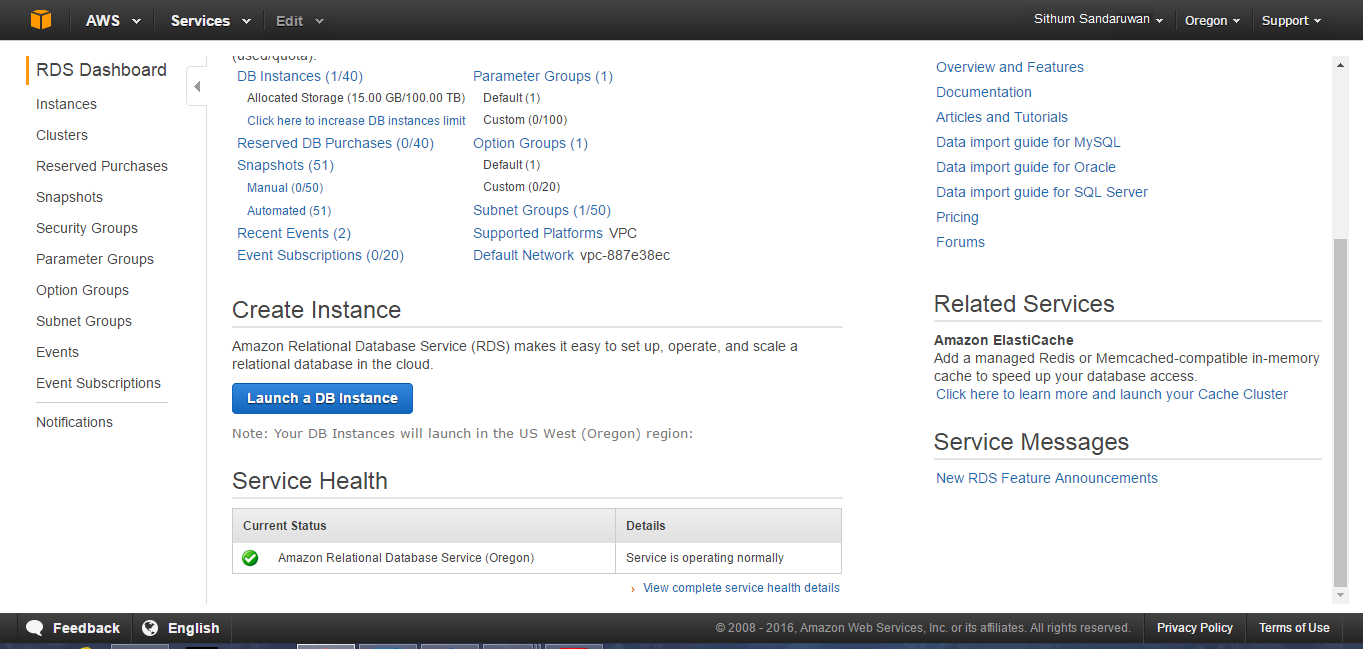 AWS Services Edit Sithum Sandaruwan Oregon Support
RDS Dashboard
Instances
Clusters
Reserved Purchases
Snapshots
Security Groups
Parameter Groups
Option Groups
Subnet Groups
Events
Event Subscriptions
Notifications
(used/quota).
DB Instances (1/40)
Allocated Storage (15.00 GB/100.00 TB)
Click here to increase DB instances limit
Reserved DB Purchases (0/40)
Snapshots (51)
Manual (0/50)
Automated (51)
Recent Events (2)
Event Subscriptions (0/20)
Parameter Groups (1)
Default (1)
Custom (0/100)
Option Groups (1)
Default (1)
Custom (0/20)
Subnet Groups (1/50)
Supported Platforms VPC
Default Network vpc-887e38ec
Create Instance
Amazon Relational Database Service (RDS) makes it easy to set up, operate, and scale a
relational database in the cloud.
Launch a DB Instance
Note: Your DB Instances will launch in the US West (Oregon) region:
Service Health
Current Status Details
Amazon Relational Database Service (Oregon) Service is operating normally
› View complete service health details
Overview and Features
Documentation
Articles and Tutorials
Data import guide for MySQL
Data import guide for Oracle
Data import guide for SQL Server
Pricing
Forums
Related Services
Amazon ElastiCache
Add a managed Redis or Memcached-compatible in-memory
cache to speed up your database access.
Click here to learn more and launch your Cache Cluster
Service Messages
New RDS Feature Announcements
Feedback English © 2008 - 2016, Amazon Web Services, Inc. or its affiliates. All rights reserved. Privacy Policy Terms of Use